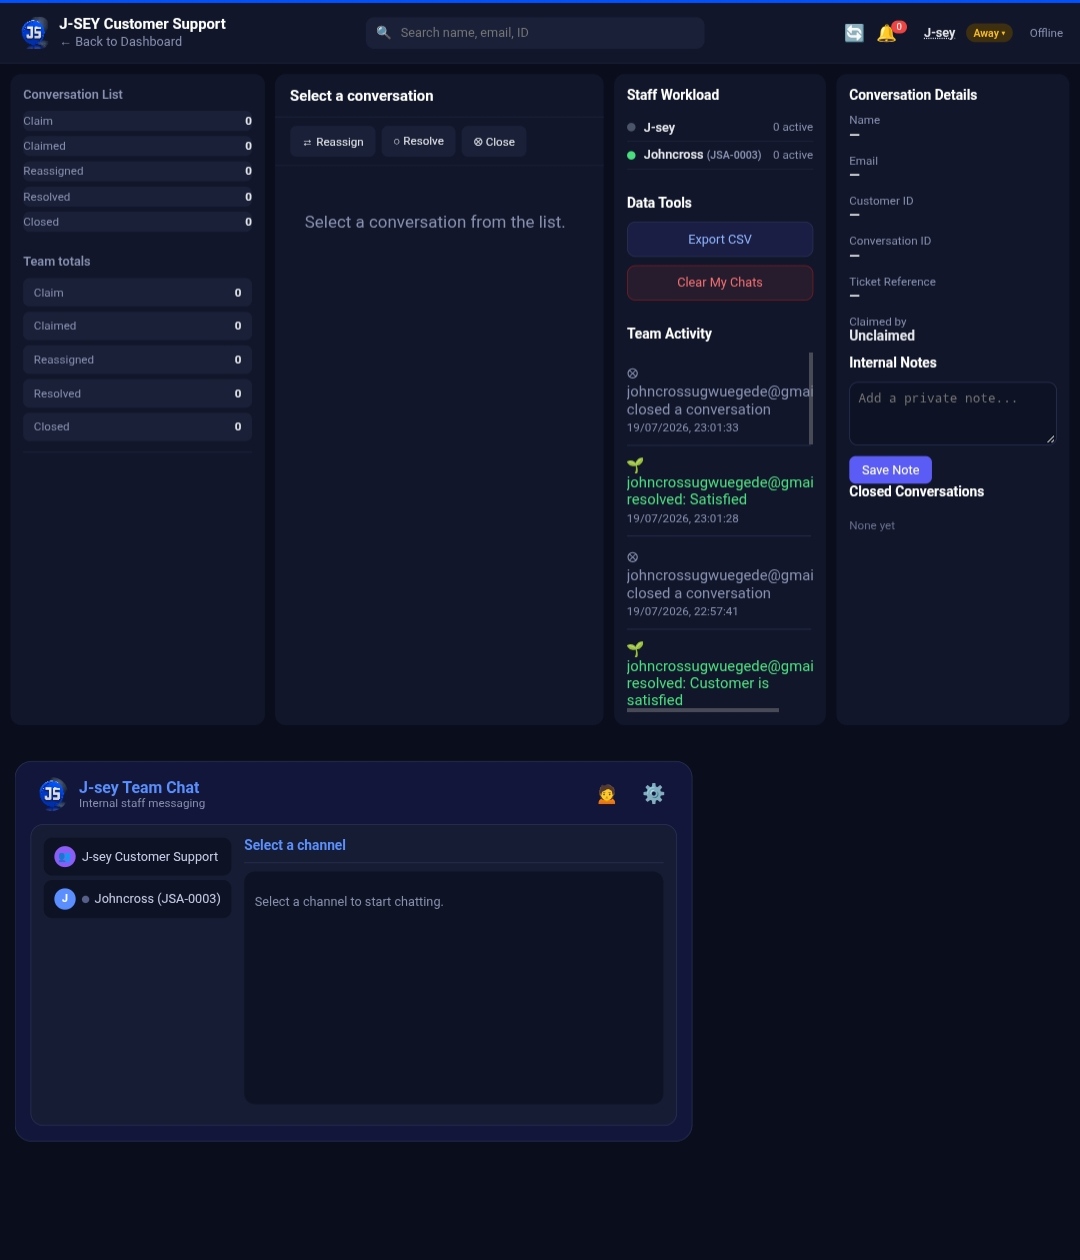 J-SEY Customer Support
← Back to Dashboard
🔍 Search name, email, ID
🔄 🔔 0 J-sey Away ▾ Offline
Conversation List
Claim 0
Claimed 0
Reassigned 0
Resolved 0
Closed 0
Team totals
Claim 0
Claimed 0
Reassigned 0
Resolved 0
Closed 0
Select a conversation
⇄ Reassign ○ Resolve ⊗ Close
Select a conversation from the list.
Staff Workload
J-sey 0 active
Johncross (JSA-0003) 0 active
Data Tools
Export CSV
Clear My Chats
Team Activity
⊗
johncrossugwuegede@gmai
closed a conversation
19/07/2026, 23:01:33
🌱
johncrossugwuegede@gmai
resolved: Satisfied
19/07/2026, 23:01:28
⊗
johncrossugwuegede@gmai
closed a conversation
19/07/2026, 22:57:41
🌱
johncrossugwuegede@gmai
resolved: Customer is
satisfied
Conversation Details
Name
—
Email
—
Customer ID
—
Conversation ID
—
Ticket Reference
—
Claimed by
Unclaimed
Internal Notes
Add a private note...
Save Note
Closed Conversations
None yet
JS
J-sey Team Chat
Internal staff messaging
J-sey Customer Support
J Johncross (JSA-0003)
Select a channel
Select a channel to start chatting.